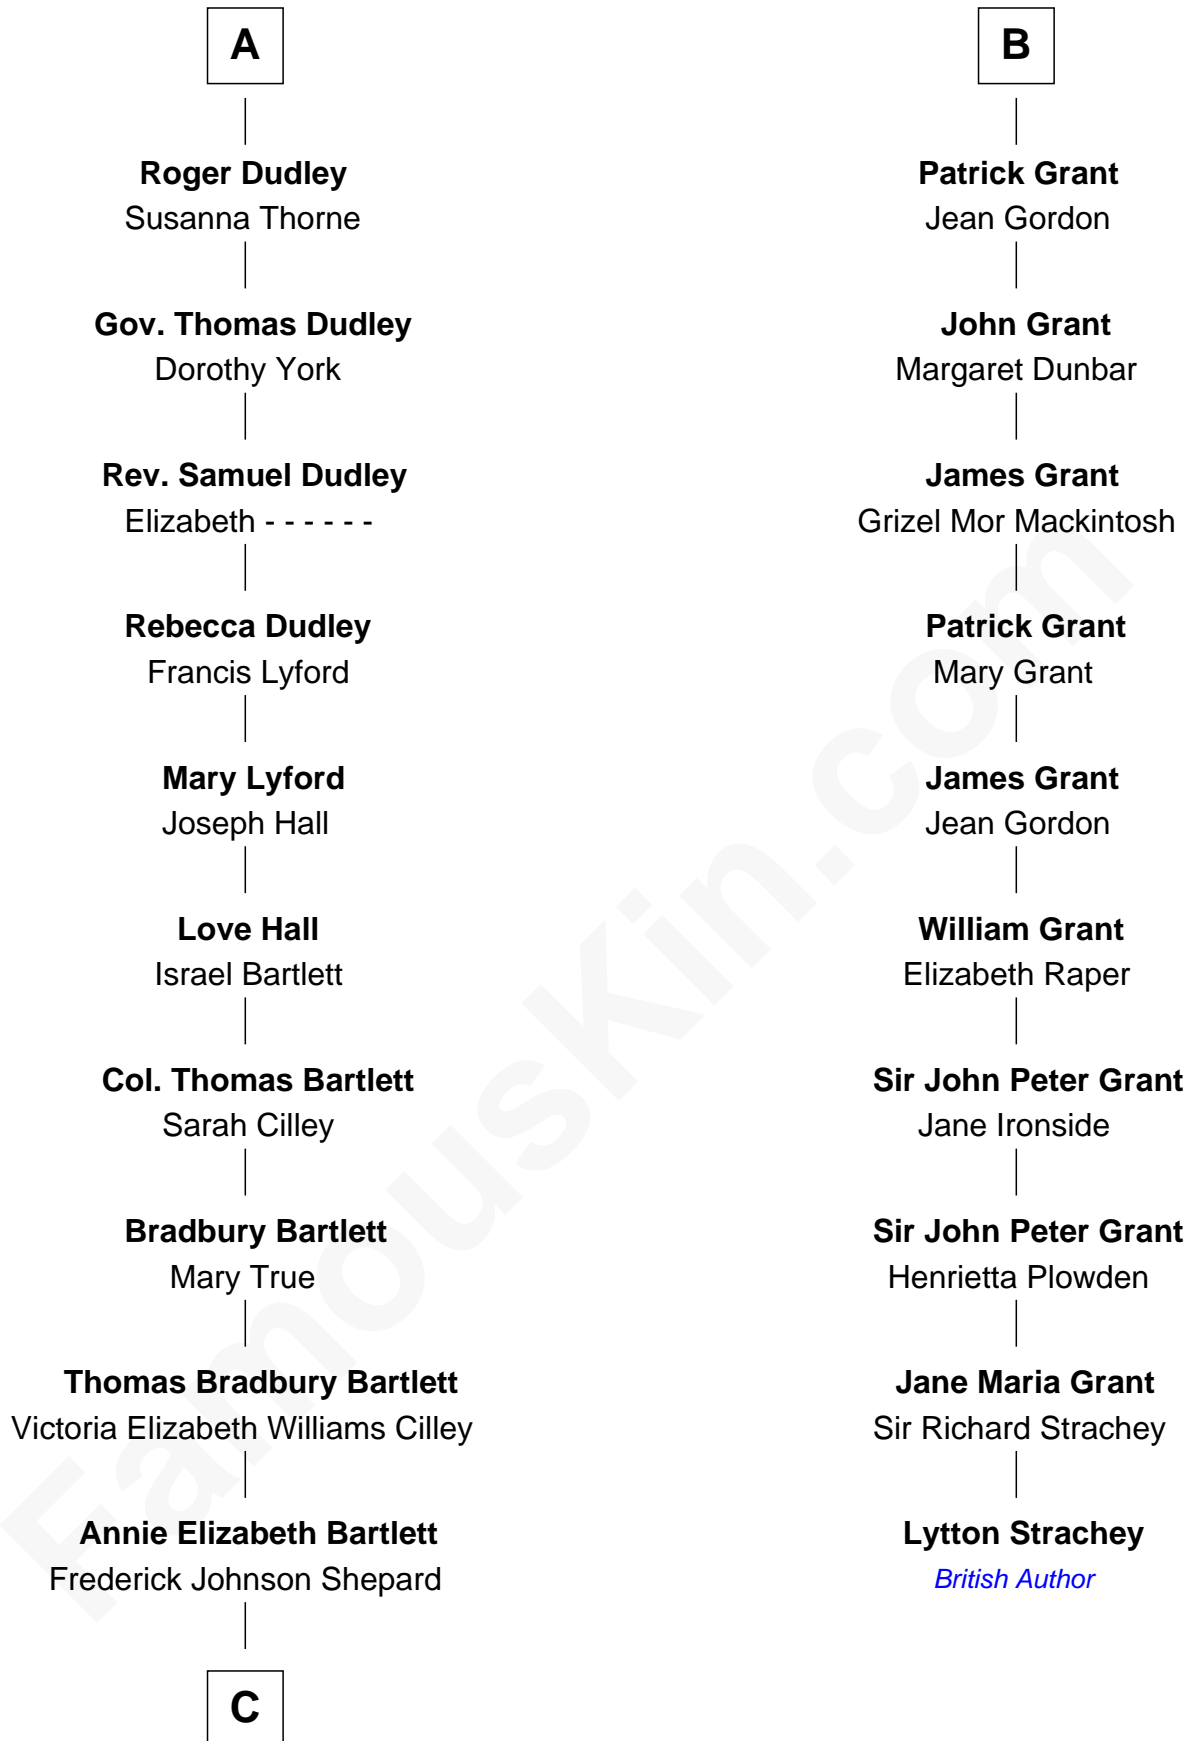 A
Roger Dudley
Susanna Thorne
Gov. Thomas Dudley
Dorothy York
Rev. Samuel Dudley
Elizabeth - - - - - -
Rebecca Dudley
Francis Lyford
Mary Lyford
Joseph Hall
Love Hall
Israel Bartlett
Col. Thomas Bartlett
Sarah Cilley
Bradbury Bartlett
Mary True
Thomas Bradbury Bartlett
Victoria Elizabeth Williams Cilley
Annie Elizabeth Bartlett
Frederick Johnson Shepard
C
B
Patrick Grant
Jean Gordon
John Grant
Margaret Dunbar
James Grant
Grizel Mor Mackintosh
Patrick Grant
Mary Grant
James Grant
Jean Gordon
William Grant
Elizabeth Raper
Sir John Peter Grant
Jane Ironside
Sir John Peter Grant
Henrietta Plowden
Jane Maria Grant
Sir Richard Strachey
Lytton Strachey
British Author
FamousKin.com